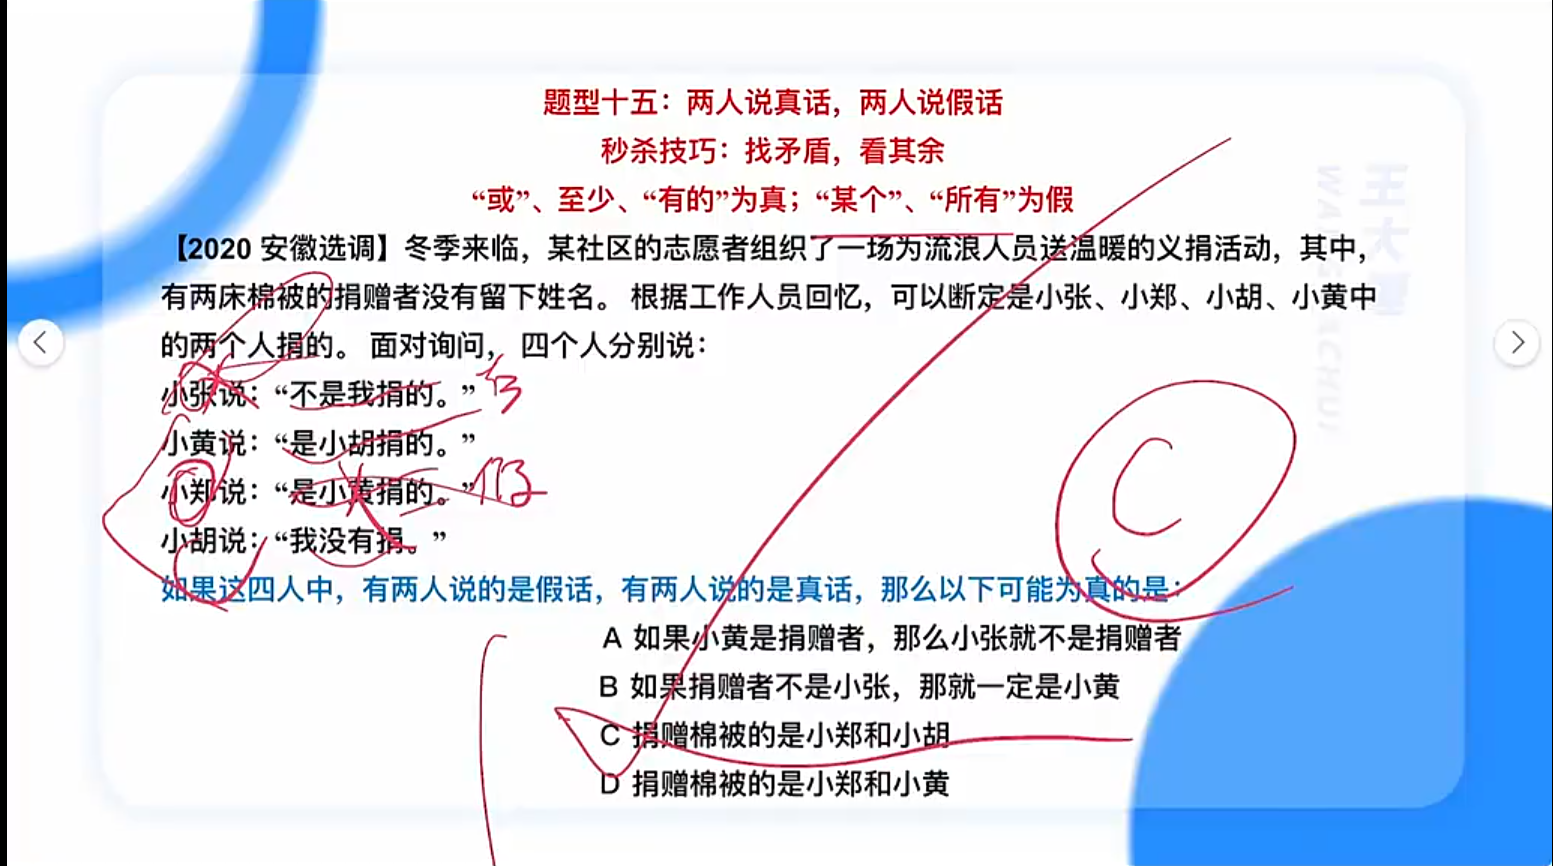 题型十五：两人说真话，两人说假话
秒杀技巧：找矛盾，看其余
“或”、至少、“有的”为真；“某个”、“所有”为假
【2020 安徽选调】冬季来临，某社区的志愿者组织了一场为流浪人员送温暖的义捐活动，其中，
有两床棉被的捐赠者没有留下姓名。 根据工作人员回忆，可以断定是小张、小郑、小胡、小黄中
的两个人捐的。 面对询问， 四个人分别说：
小张说：“不是我捐的。”
小黄说：“是小胡捐的。”
小郑说：“是小黄捐的。” 假
小胡说：“我没有捐。”
如果这四人中，有两人说的是假话，有两人说的是真话，那么以下可能为真的是：
A 如果小黄是捐赠者，那么小张就不是捐赠者
B 如果捐赠者不是小张，那就一定是小黄
C 捐赠棉被的是小郑和小胡
D 捐赠棉被的是小郑和小黄
C